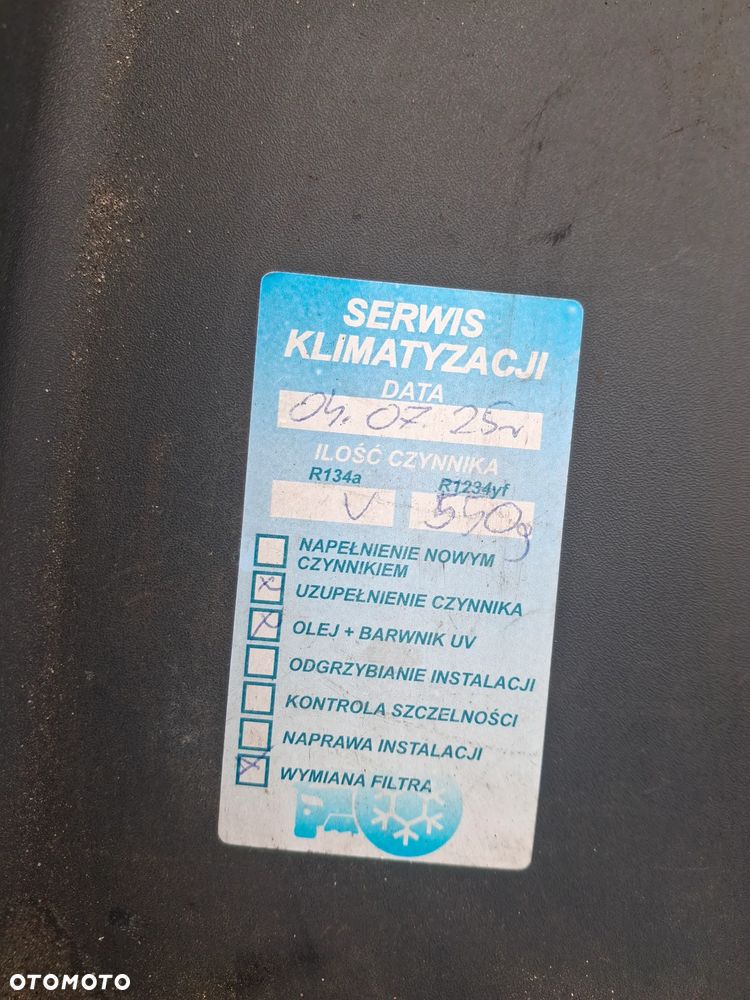 SERWIS
KLIMATYZACJI
DATA
04.07.25r
ILOŚĆ CZYNNIKA
R134a R1234yf
V 550g
NAPEŁNIENIE NOWYM
CZYNNIKIEM
x UZUPEŁNIENIE CZYNNIKA
x OLEJ + BARWNIK UV
ODGRZYBIANIE INSTALACJI
KONTROLA SZCZELNOŚCI
NAPRAWA INSTALACJI
x WYMIANA FILTRA
OTOMOTO